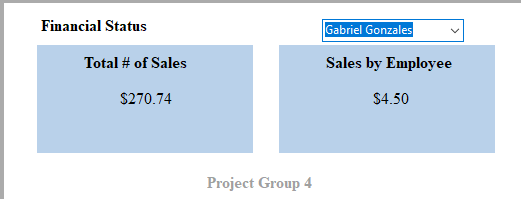 Financial Status
Gabriel Gonzales
Total # of Sales
$270.74
Sales by Employee
$4.50
Project Group 4